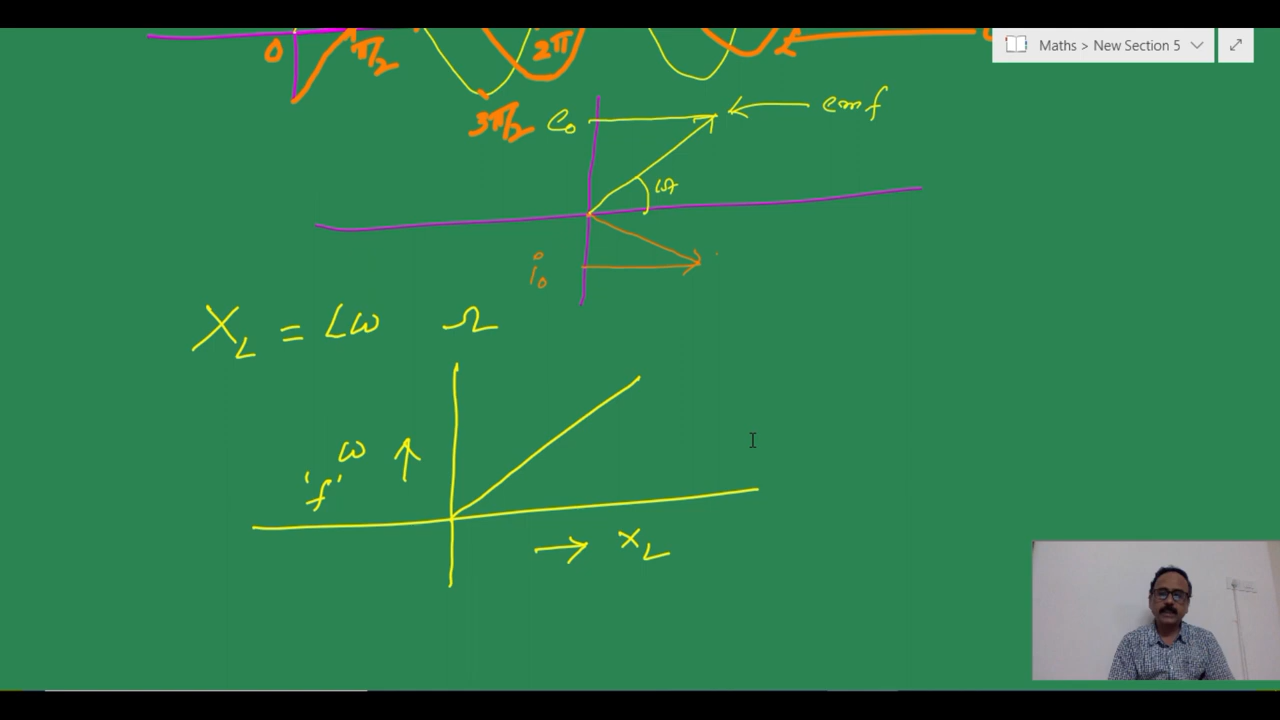 Maths > New Section 5
0 π/2 2π t
3π/2
e₀ emf
ωt
i₀
X_L = Lω Ω
ω
'f'
X_L